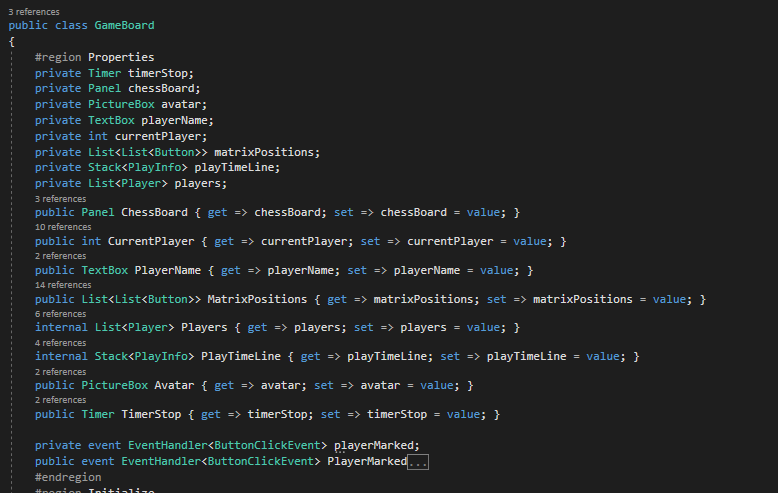 3 references
public class GameBoard
{
#region Properties
private Timer timerStop;
private Panel chessBoard;
private PictureBox avatar;
private TextBox playerName;
private int currentPlayer;
private List<List<Button>> matrixPositions;
private Stack<PlayInfo> playTimeLine;
private List<Player> players;
3 references
public Panel ChessBoard { get => chessBoard; set => chessBoard = value; }
10 references
public int CurrentPlayer { get => currentPlayer; set => currentPlayer = value; }
2 references
public TextBox PlayerName { get => playerName; set => playerName = value; }
14 references
public List<List<Button>> MatrixPositions { get => matrixPositions; set => matrixPositions = value; }
6 references
internal List<Player> Players { get => players; set => players = value; }
4 references
internal Stack<PlayInfo> PlayTimeLine { get => playTimeLine; set => playTimeLine = value; }
2 references
public PictureBox Avatar { get => avatar; set => avatar = value; }
2 references
public Timer TimerStop { get => timerStop; set => timerStop = value; }
private event EventHandler<ButtonClickEvent> playerMarked;
public event EventHandler<ButtonClickEvent> PlayerMarked...
#endregion
#region Initialize